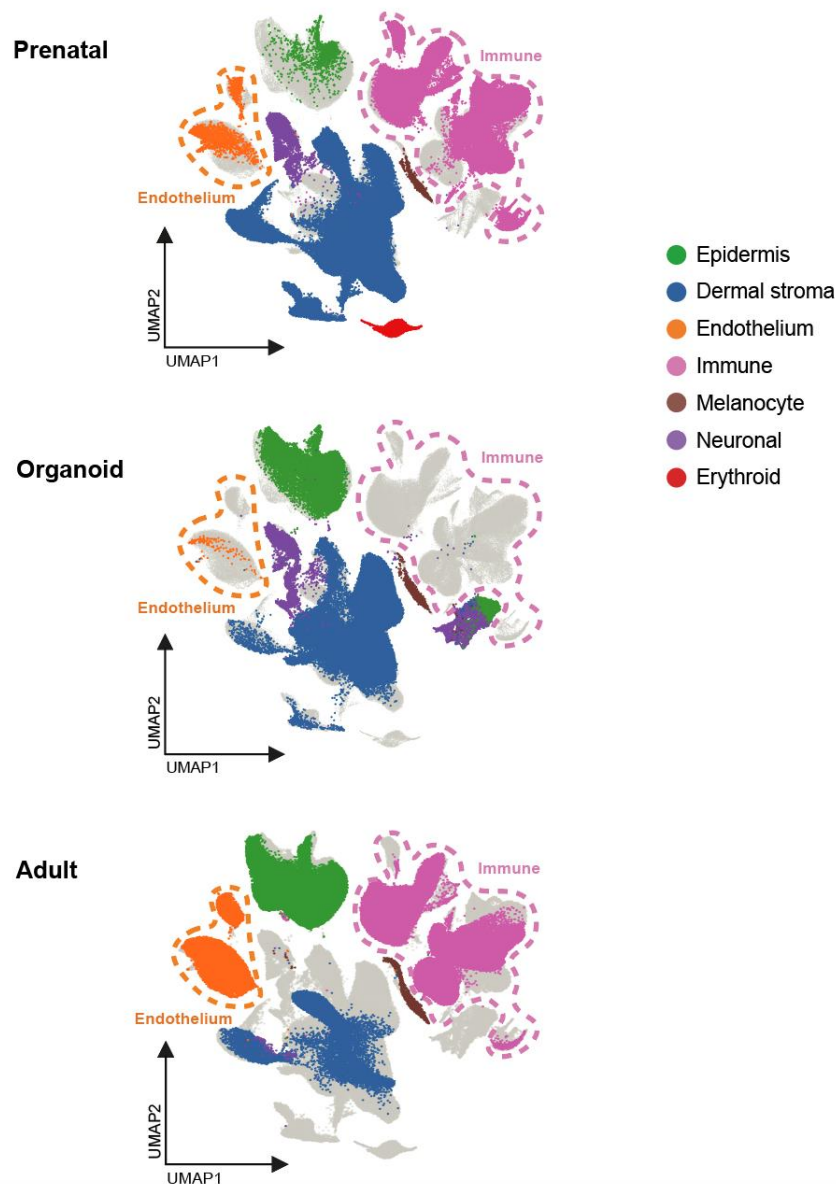 Prenatal
Immune
Endothelium
UMAP2
UMAP1
Epidermis
Dermal stroma
Endothelium
Immune
Melanocyte
Neuronal
Erythroid
Organoid
Immune
Endothelium
UMAP2
UMAP1
Adult
Immune
Endothelium
UMAP2
UMAP1